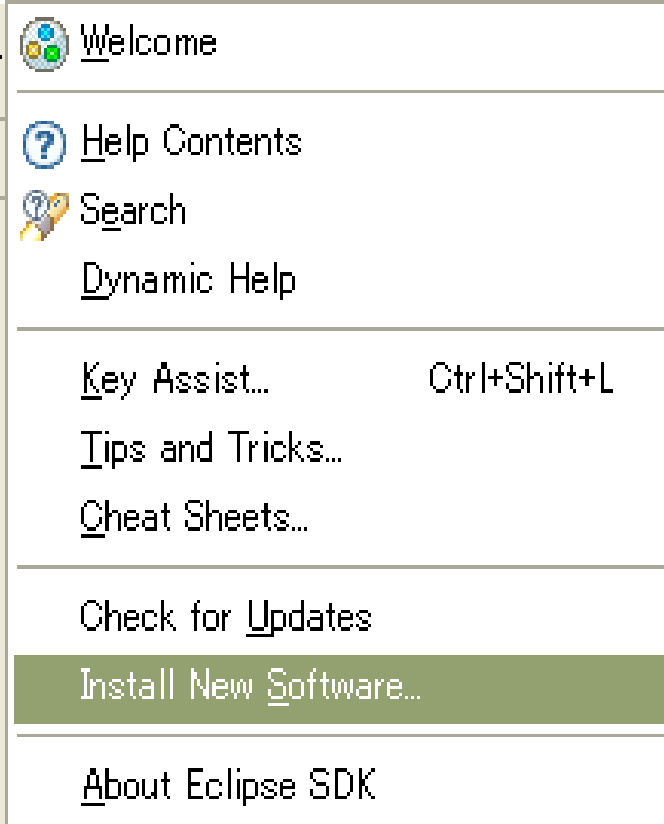 Welcome
Help Contents
Search
Dynamic Help
Key Assist... Ctrl+Shift+L
Tips and Tricks...
Cheat Sheets...
Check for Updates
Install New Software...
About Eclipse SDK